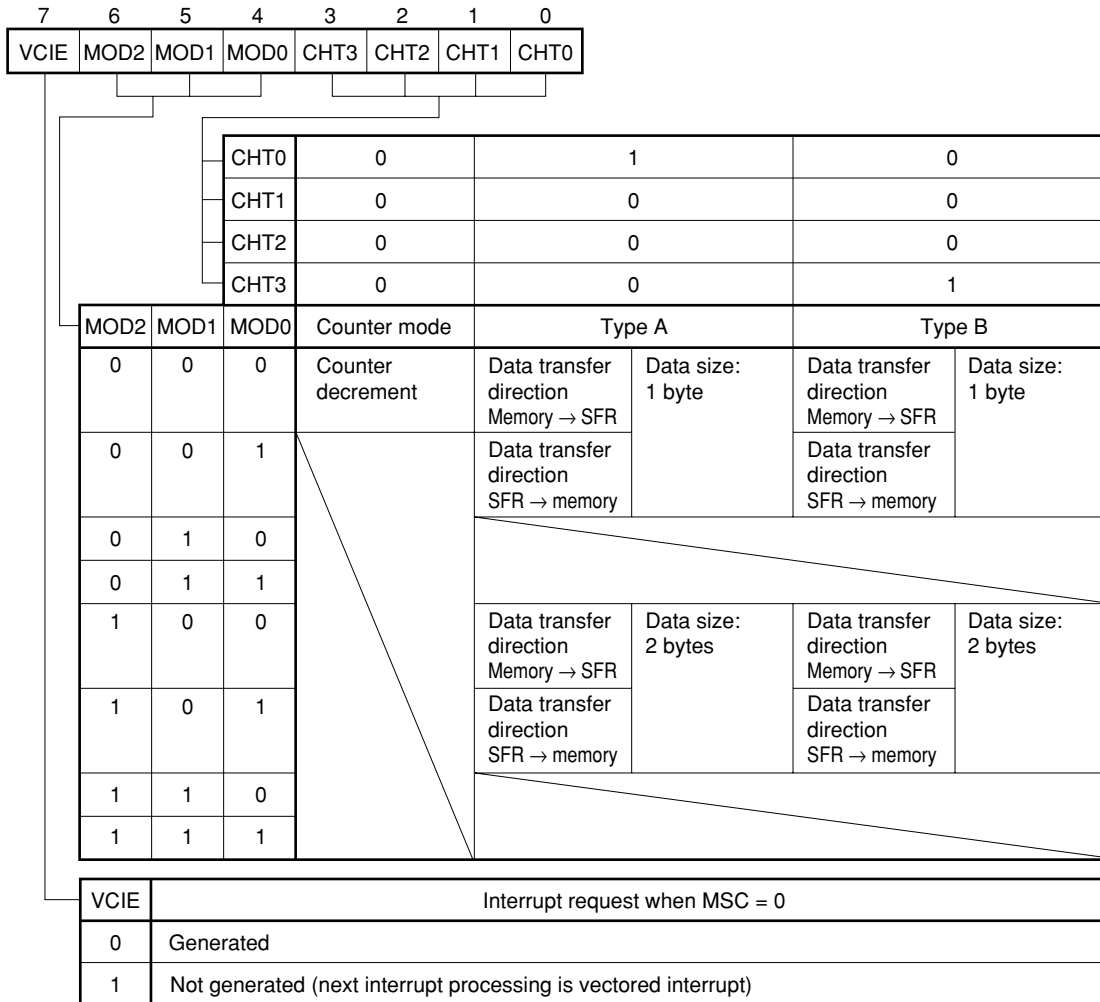 7 6 5 4 3 2 1 0
VCIE MOD2 MOD1 MOD0 CHT3 CHT2 CHT1 CHT0
CHT0 0 1 0
CHT1 0 0 0
CHT2 0 0 0
CHT3 0 0 1
MOD2 MOD1 MOD0 Counter mode Type A Type B
0 0 0 Counter Data transfer Data size: Data transfer Data size:
decrement direction 1 byte direction 1 byte
Memory → SFR Memory → SFR
0 0 1 Data transfer Data transfer
direction direction
SFR → memory SFR → memory
0 1 0
0 1 1
1 0 0 Data transfer Data size: Data transfer Data size:
direction 2 bytes direction 2 bytes
Memory → SFR Memory → SFR
1 0 1 Data transfer Data transfer
direction direction
SFR → memory SFR → memory
1 1 0
1 1 1
VCIE Interrupt request when MSC = 0
0 Generated
1 Not generated (next interrupt processing is vectored interrupt)